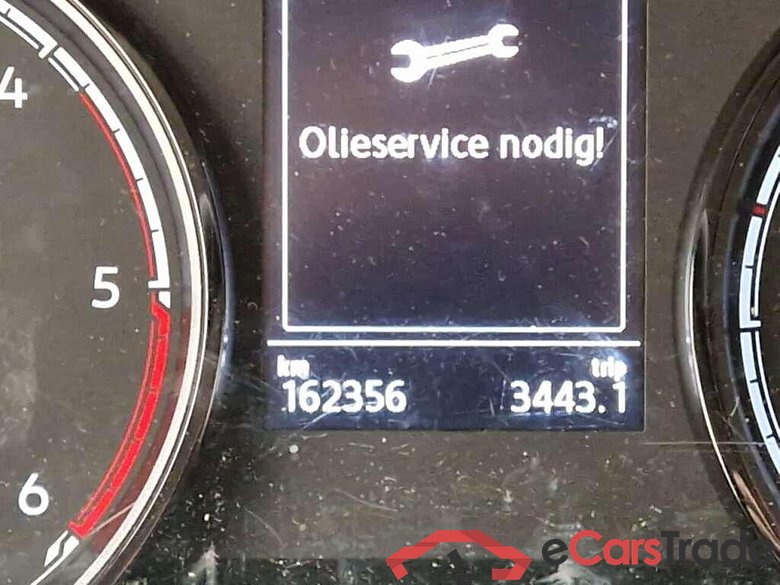 4
Olieservice nodig!
5
km trip
162356 3443.1
6
eCarsTrade